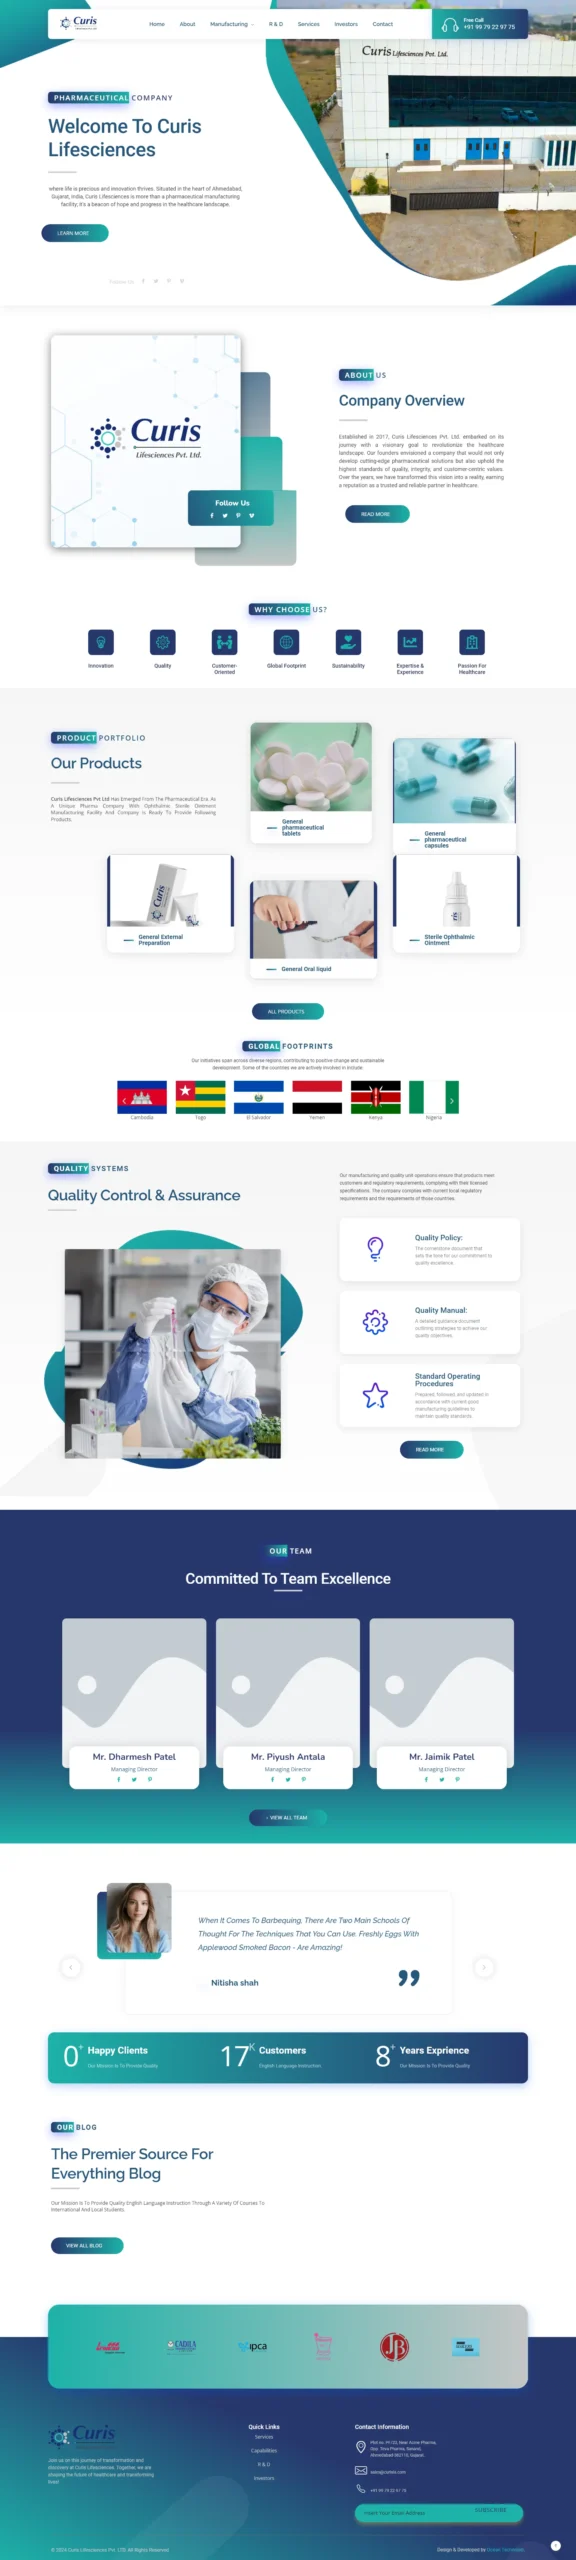 Curis
Home
About
Manufacturing
R & D
Services
Investors
Contact
Free Call
+91 99 79 22 97 75
Curis Lifesciences Pvt. Ltd.
PHARMACEUTICAL COMPANY
Welcome To Curis
Lifesciences
where life is precious and innovation thrives. Situated in the heart of Ahmedabad,
Gujarat, India, Curis Lifesciences is more than a pharmaceutical manufacturing
facility; it's a beacon of hope and progress in the healthcare landscape.
LEARN MORE
Follow Us
Curis
Lifesciences Pvt. Ltd.
Follow Us
ABOUT US
Company Overview
Established in 2017, Curis Lifesciences Pvt. Ltd. embarked on its
journey with a visionary goal to revolutionize the healthcare
landscape. Our founders envisioned a company that would not only
develop cutting-edge pharmaceutical solutions but also uphold the
highest standards of quality, integrity, and customer-centric values.
Over the years, we have transformed this vision into a reality, earning
a reputation as a trusted and reliable partner in healthcare.
READ MORE
WHY CHOOSE US?
Innovation
Quality
Customer-
Oriented
Global Footprint
Sustainability
Expertise &
Experience
Passion For
Healthcare
PRODUCT PORTFOLIO
Our Products
Curis Lifesciences Pvt Ltd Has Emerged From The Pharmaceutical Era. As
A Unique Pharma Company With Ophthalmic Sterile Ointment
Manufacturing Facility And Company Is Ready To Provide Following
Products.
General
pharmaceutical
tablets
General
pharmaceutical
capsules
General External
Preparation
General Oral liquid
Sterile Ophthalmic
Ointment
ALL PRODUCTS
GLOBAL FOOTPRINTS
Our initiatives span across diverse regions, contributing to positive change and sustainable
development. Some of the countries we are actively involved in include:
Cambodia
Togo
El Salvador
Yemen
Kenya
Nigeria
QUALITY SYSTEMS
Quality Control & Assurance
Our manufacturing and quality unit operations ensure that products meet
customers and regulatory requirements, complying with their licensed
specifications. The company complies with current local regulatory
requirements and the requirements of those countries.
Quality Policy:
The cornerstone document that
sets the tone for our commitment to
quality excellence.
Quality Manual:
A detailed guidance document
outlining strategies to achieve our
quality objectives.
Standard Operating
Procedures
Prepared, followed, and updated in
accordance with current good
manufacturing guidelines to
maintain quality standards.
READ MORE
OUR TEAM
Committed To Team Excellence
Mr. Dharmesh Patel
Managing Director
Mr. Piyush Antala
Managing Director
Mr. Jaimik Patel
Managing Director
VIEW ALL TEAM
When It Comes To Barbequing, There Are Two Main Schools Of
Thought For The Techniques That You Can Use. Freshly Eggs With
Applewood Smoked Bacon - Are Amazing!
Nitisha shah
0+
Happy Clients
Our Mission Is To Provide Quality
17K
Customers
English Language Instruction.
8+
Years Exprience
Our Mission Is To Provide Quality
OUR BLOG
The Premier Source For
Everything Blog
Our Mission Is To Provide Quality English Language Instruction Through A Variety Of Courses To
International And Local Students.
VIEW ALL BLOG
CADILA
ipca
JB
Curis
Join us on this journey of transformation and
discovery at Curis Lifesciences. Together, we are
shaping the future of healthcare and transforming
lives!
Quick Links
Services
Capabilities
R & D
Investors
Contact Information
+91 99 79 22 97 75
Insert Your Email Address
SUBSCRIBE
© 2024 Curis Lifesciences Pvt. LTD. All Rights Reserved
Design & Developed by